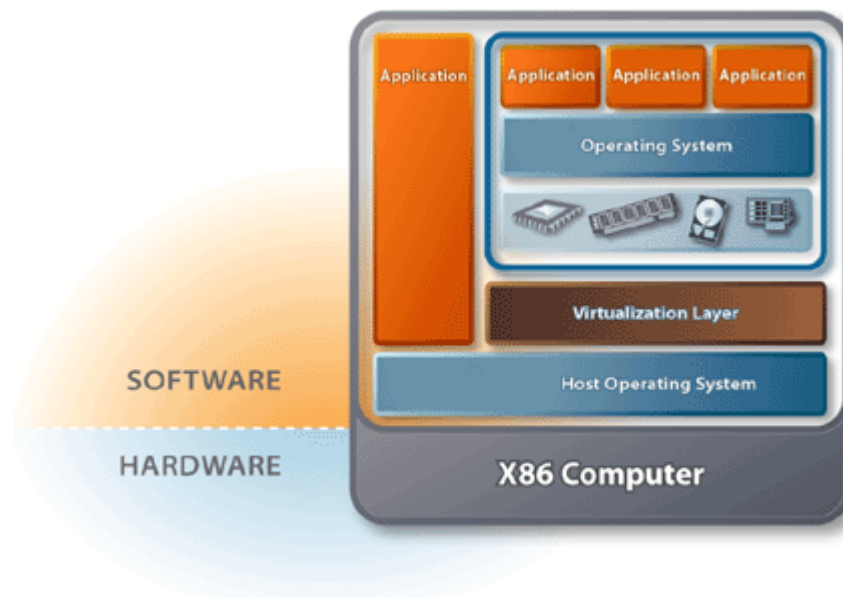 Application
Application
Application
Application
Operating System
Virtualization Layer
Host Operating System
SOFTWARE
HARDWARE
X86 Computer